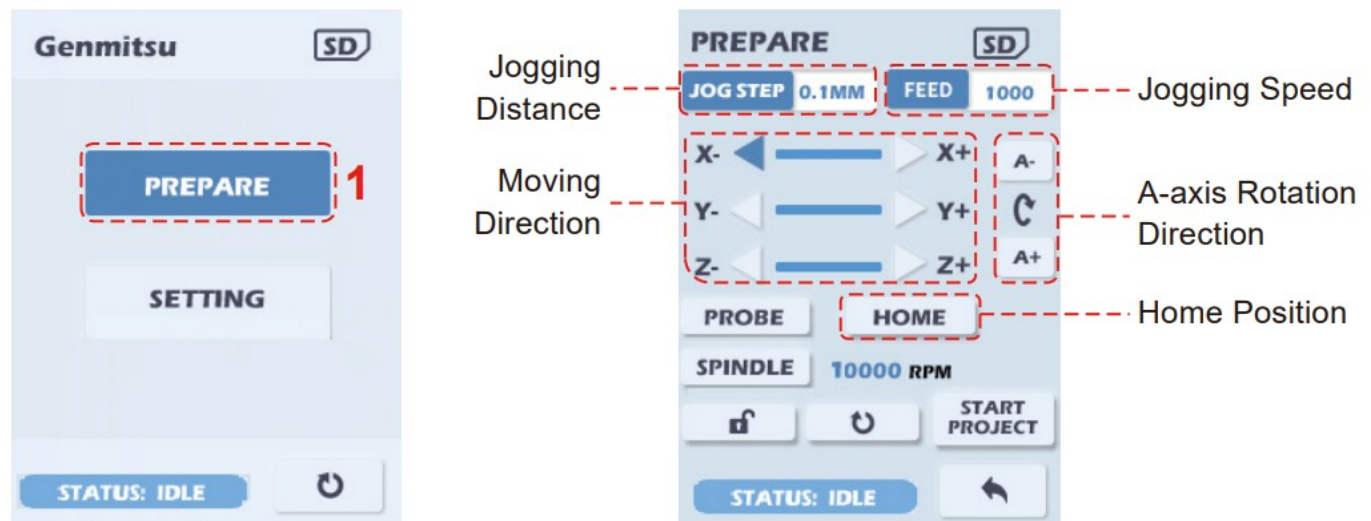 Genmitsu
SD
PREPARE
1
SETTING
STATUS: IDLE
PREPARE
SD
Jogging
Distance
JOG STEP 0.1MM
FEED 1000
Jogging Speed
Moving
Direction
X- X+
Y- Y+
Z- Z+
A-
A+
A-axis Rotation
Direction
PROBE
HOME
Home Position
SPINDLE 10000 RPM
START
PROJECT
STATUS: IDLE